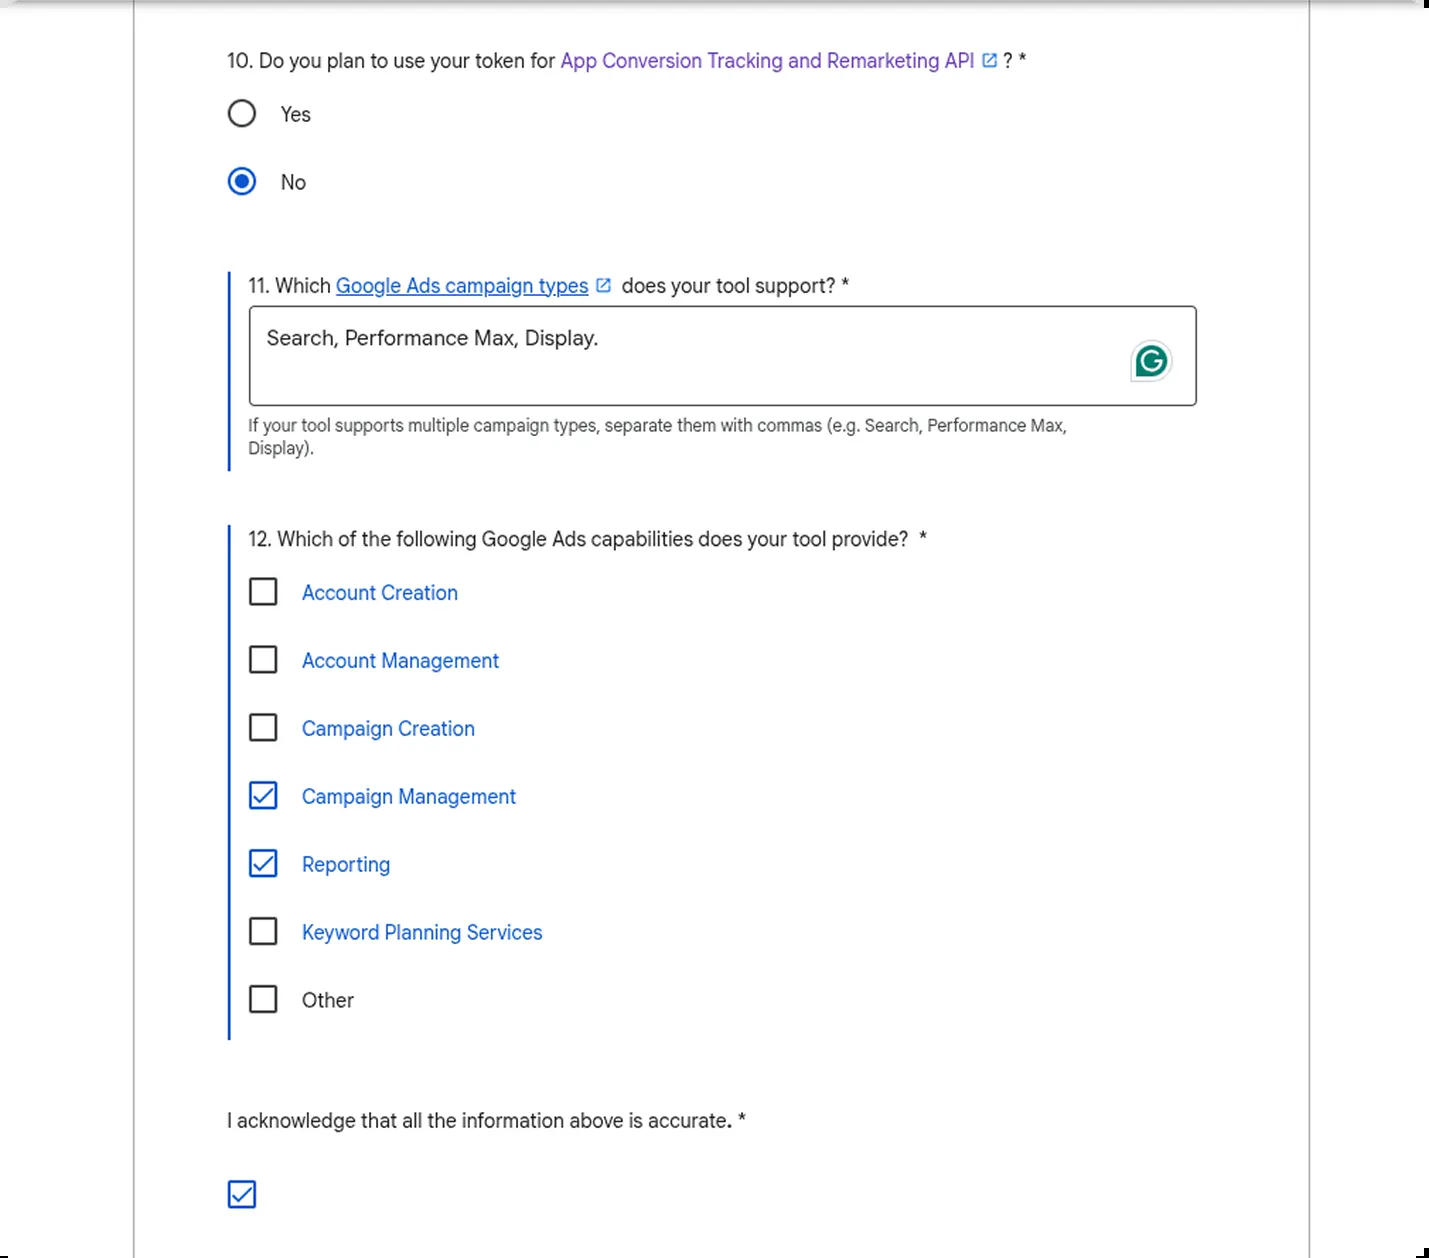 10. Do you plan to use your token for App Conversion Tracking and Remarketing API ? *
Yes
No
11. Which Google Ads campaign types does your tool support? *
Search, Performance Max, Display.
If your tool supports multiple campaign types, separate them with commas (e.g. Search, Performance Max,
Display).
12. Which of the following Google Ads capabilities does your tool provide? *
Account Creation
Account Management
Campaign Creation
Campaign Management
Reporting
Keyword Planning Services
Other
I acknowledge that all the information above is accurate. *